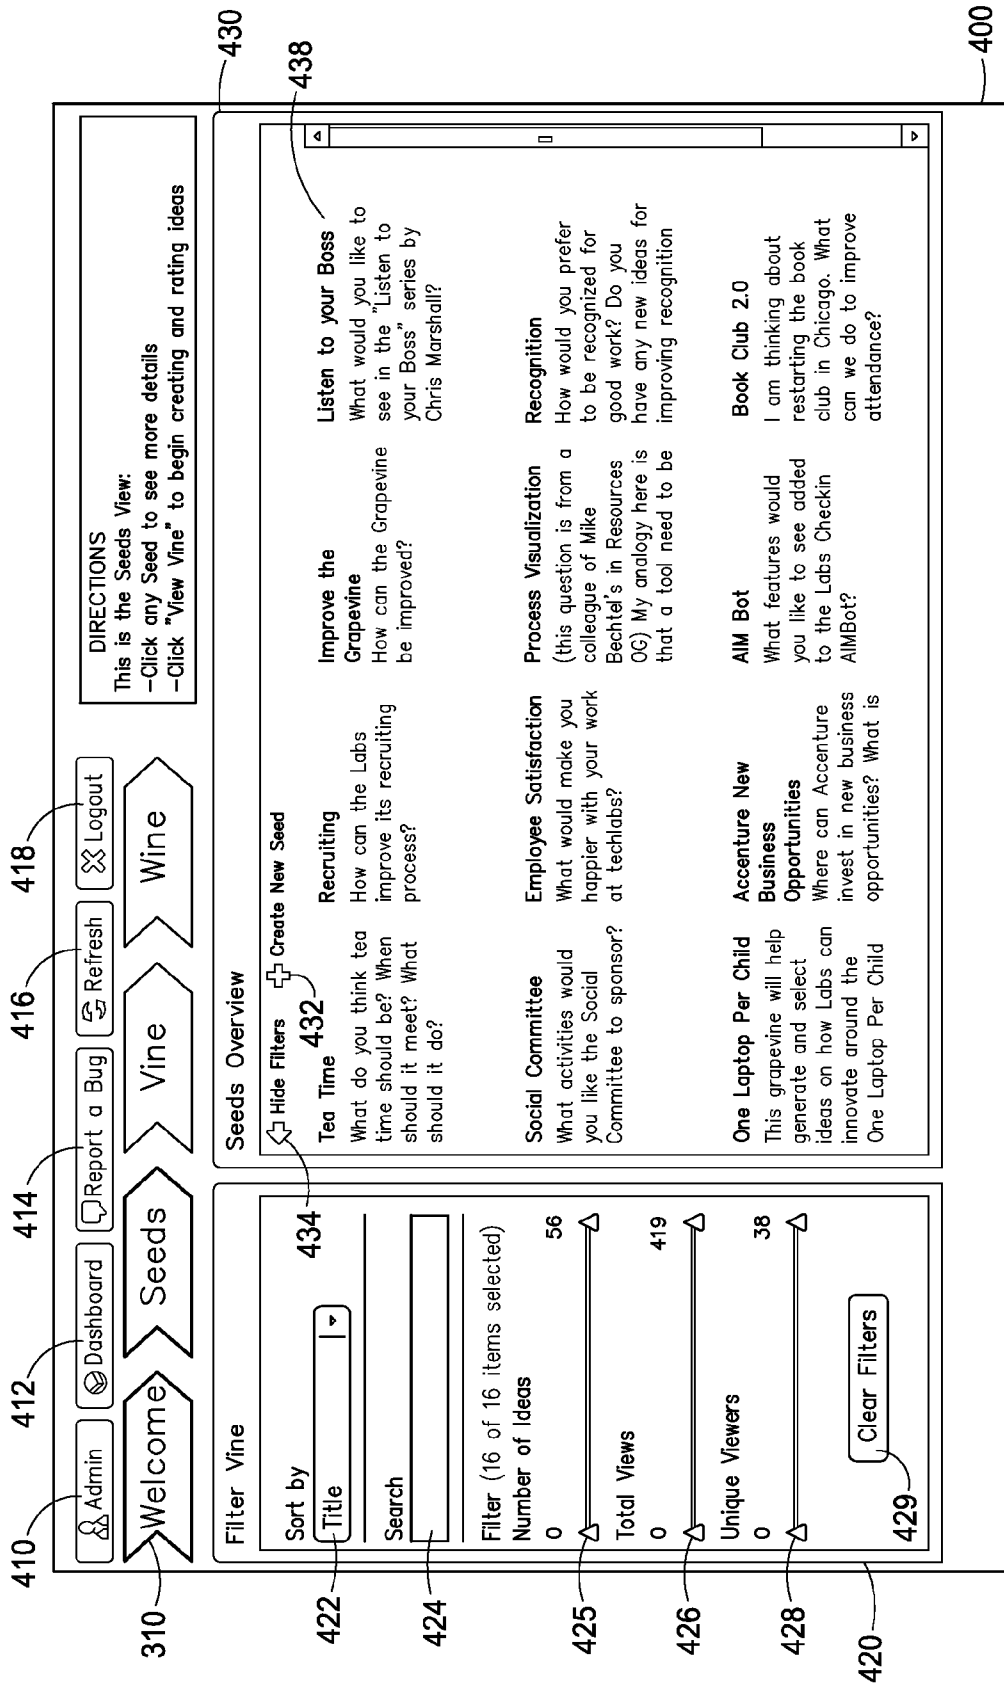 410
412
414
416
418
Admin
Dashboard
Report a Bug
Refresh
Logout
DIRECTIONS
This is the Seeds View:
-Click any Seed to see more details
-Click "View Vine" to begin creating and rating ideas
310
Welcome
Seeds
Vine
Wine
430
438
Filter Vine
Sort by
422
Title
Search
424
Filter (16 of 16 items selected)
Number of Ideas
0
56
425
Total Views
0
419
426
Unique Viewers
0
38
428
Clear Filters
429
420
Seeds Overview
434
Hide Filters
432
Create New Seed
Tea Time
What do you think tea
time should be? When
should it meet? What
should it do?
Recruiting
How can the Labs
improve its recruiting
process?
Improve the
Grapevine
How can the Grapevine
be improved?
Listen to your Boss
What would you like to
see in the "Listen to
your Boss" series by
Chris Marshall?
Social Committee
What activities would
you like the Social
Committee to sponsor?
Employee Satisfaction
What would make you
happier with your work
at techlabs?
Process Visualization
(this question is from a
colleague of Mike
Bechtel's in Resources
OG) My analogy here is
that a tool need to be
Recognition
How would you prefer
to be recognized for
good work? Do you
have any new ideas for
improving recognition
One Laptop Per Child
This grapevine will help
generate and select
ideas on how Labs can
innovate around the
One Laptop Per Child
Accenture New
Business
Opportunities
Where can Accenture
invest in new business
opportunities? What is
AIM Bot
What features would
you like to see added
to the Labs Checkin
AIMBot?
Book Club 2.0
I am thinking about
restarting the book
club in Chicago. What
can we do to improve
attendance?
400